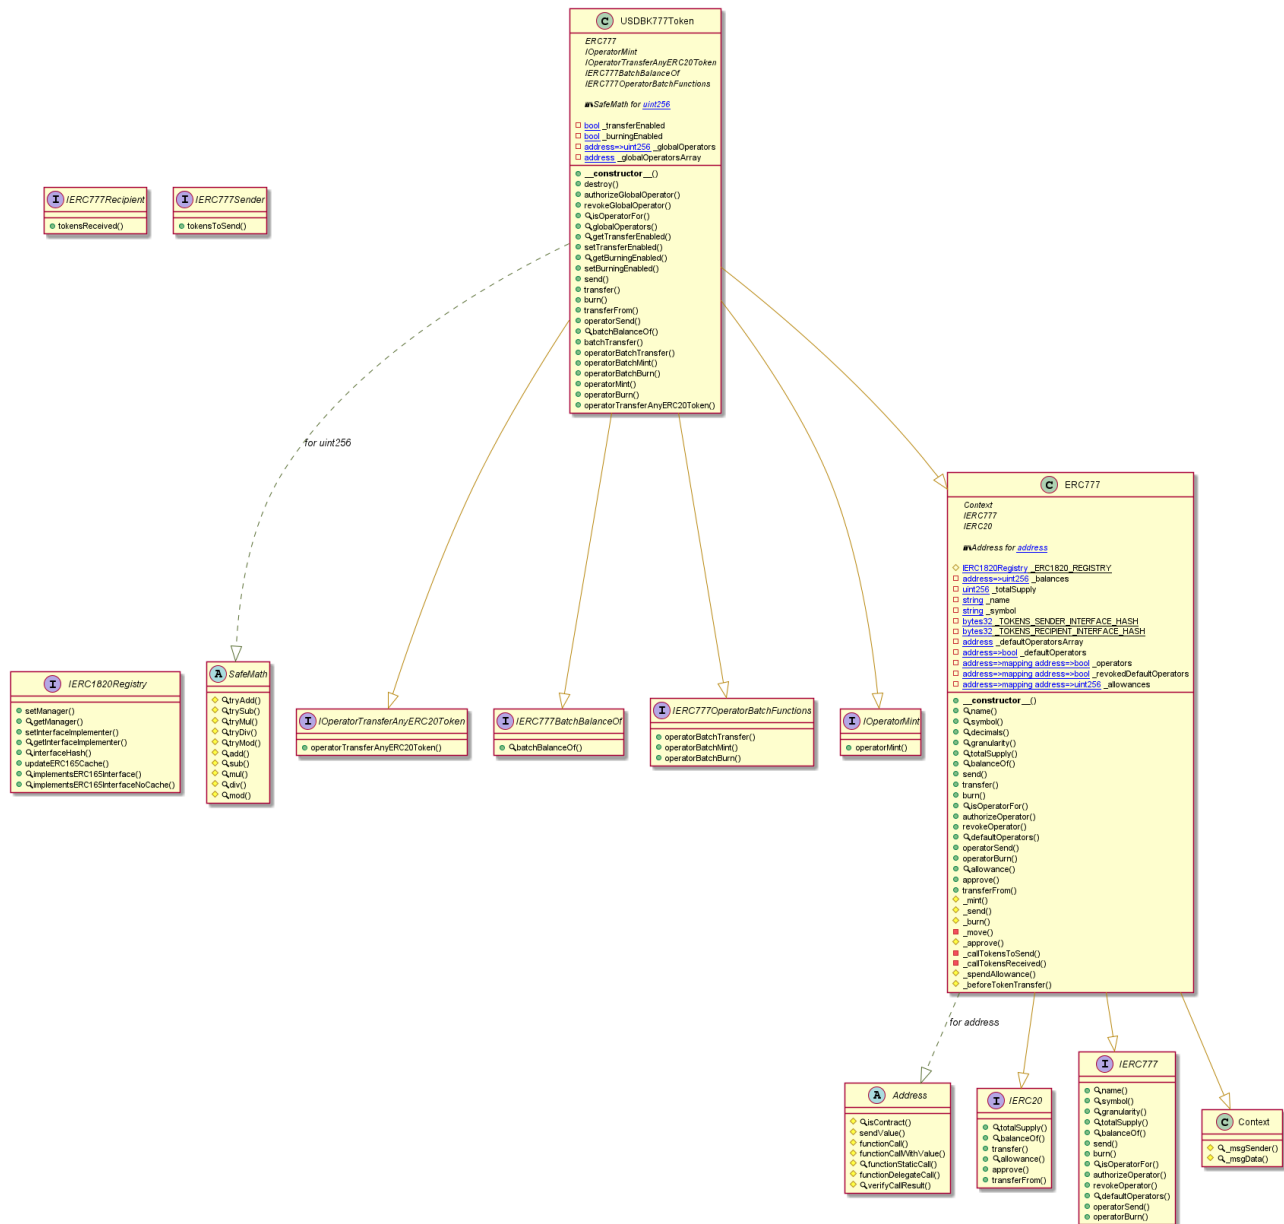 C USDBK777Token
ERC777
IOperatorMint
IOperatorTransferAnyERC20Token
IERC777BatchBalanceOf
IERC777OperatorBatchFunctions
SafeMath for uint256
bool _transferEnabled
bool _burningEnabled
address=>uint256 _globalOperators
address _globalOperatorsArray
__constructor__()
destroy()
authorizeGlobalOperator()
revokeGlobalOperator()
isOperatorFor()
globalOperators()
getTransferEnabled()
setTransferEnabled()
getBurningEnabled()
setBurningEnabled()
send()
transfer()
burn()
transferFrom()
operatorSend()
batchBalanceOf()
batchTransfer()
operatorBatchTransfer()
operatorBatchMint()
operatorBatchBurn()
operatorMint()
operatorBurn()
operatorTransferAnyERC20Token()
I IERC777Recipient
tokensReceived()
I IERC777Sender
tokensToSend()
for uint256
C ERC777
Context
IERC777
IERC20
Address for address
IERC1820Registry _ERC1820_REGISTRY
address=>uint256 _balances
uint256 _totalSupply
string _name
string _symbol
bytes32 _TOKENS_SENDER_INTERFACE_HASH
bytes32 _TOKENS_RECIPIENT_INTERFACE_HASH
address _defaultOperatorsArray
address=>bool _defaultOperators
address=>mapping address=>bool _operators
address=>mapping address=>bool _revokedDefaultOperators
address=>mapping address=>uint256 _allowances
__constructor__()
name()
symbol()
decimals()
granularity()
totalSupply()
balanceOf()
send()
transfer()
burn()
isOperatorFor()
authorizeOperator()
revokeOperator()
defaultOperators()
operatorSend()
operatorBurn()
allowance()
approve()
transferFrom()
_mint()
_send()
_burn()
_move()
_approve()
_callTokensToSend()
_callTokensReceived()
_spendAllowance()
_beforeTokenTransfer()
I IERC1820Registry
setManager()
getManager()
setInterfaceImplementer()
getInterfaceImplementer()
interfaceHash()
updateERC165Cache()
implementsERC165Interface()
implementsERC165InterfaceNoCache()
A SafeMath
tryAdd()
trySub()
tryMul()
tryDiv()
tryMod()
add()
sub()
mul()
div()
mod()
I IOperatorTransferAnyERC20Token
operatorTransferAnyERC20Token()
I IERC777BatchBalanceOf
batchBalanceOf()
I IERC777OperatorBatchFunctions
operatorBatchTransfer()
operatorBatchMint()
operatorBatchBurn()
I IOperatorMint
operatorMint()
for address
A Address
isContract()
sendValue()
functionCall()
functionCallWithValue()
functionStaticCall()
functionDelegateCall()
verifyCallResult()
I IERC20
totalSupply()
balanceOf()
transfer()
allowance()
approve()
transferFrom()
I IERC777
name()
symbol()
granularity()
totalSupply()
balanceOf()
send()
burn()
isOperatorFor()
authorizeOperator()
revokeOperator()
defaultOperators()
operatorSend()
operatorBurn()
C Context
_msgSender()
_msgData()